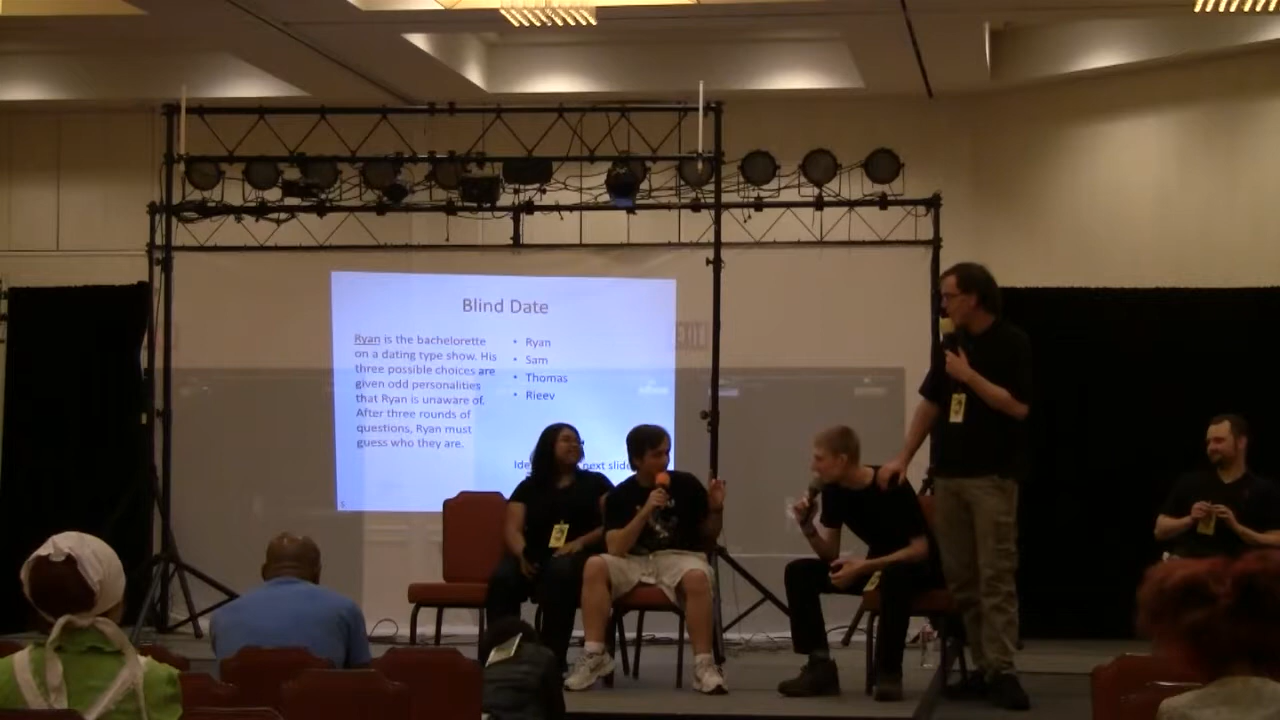 Blind Date
Ryan is the bachelorette
on a dating type show. His
three possible choices are
given odd personalities
that Ryan is unaware of.
After three rounds of
questions, Ryan must
guess who they are.
• Ryan
• Sam
• Thomas
• Rieev
next slide
5